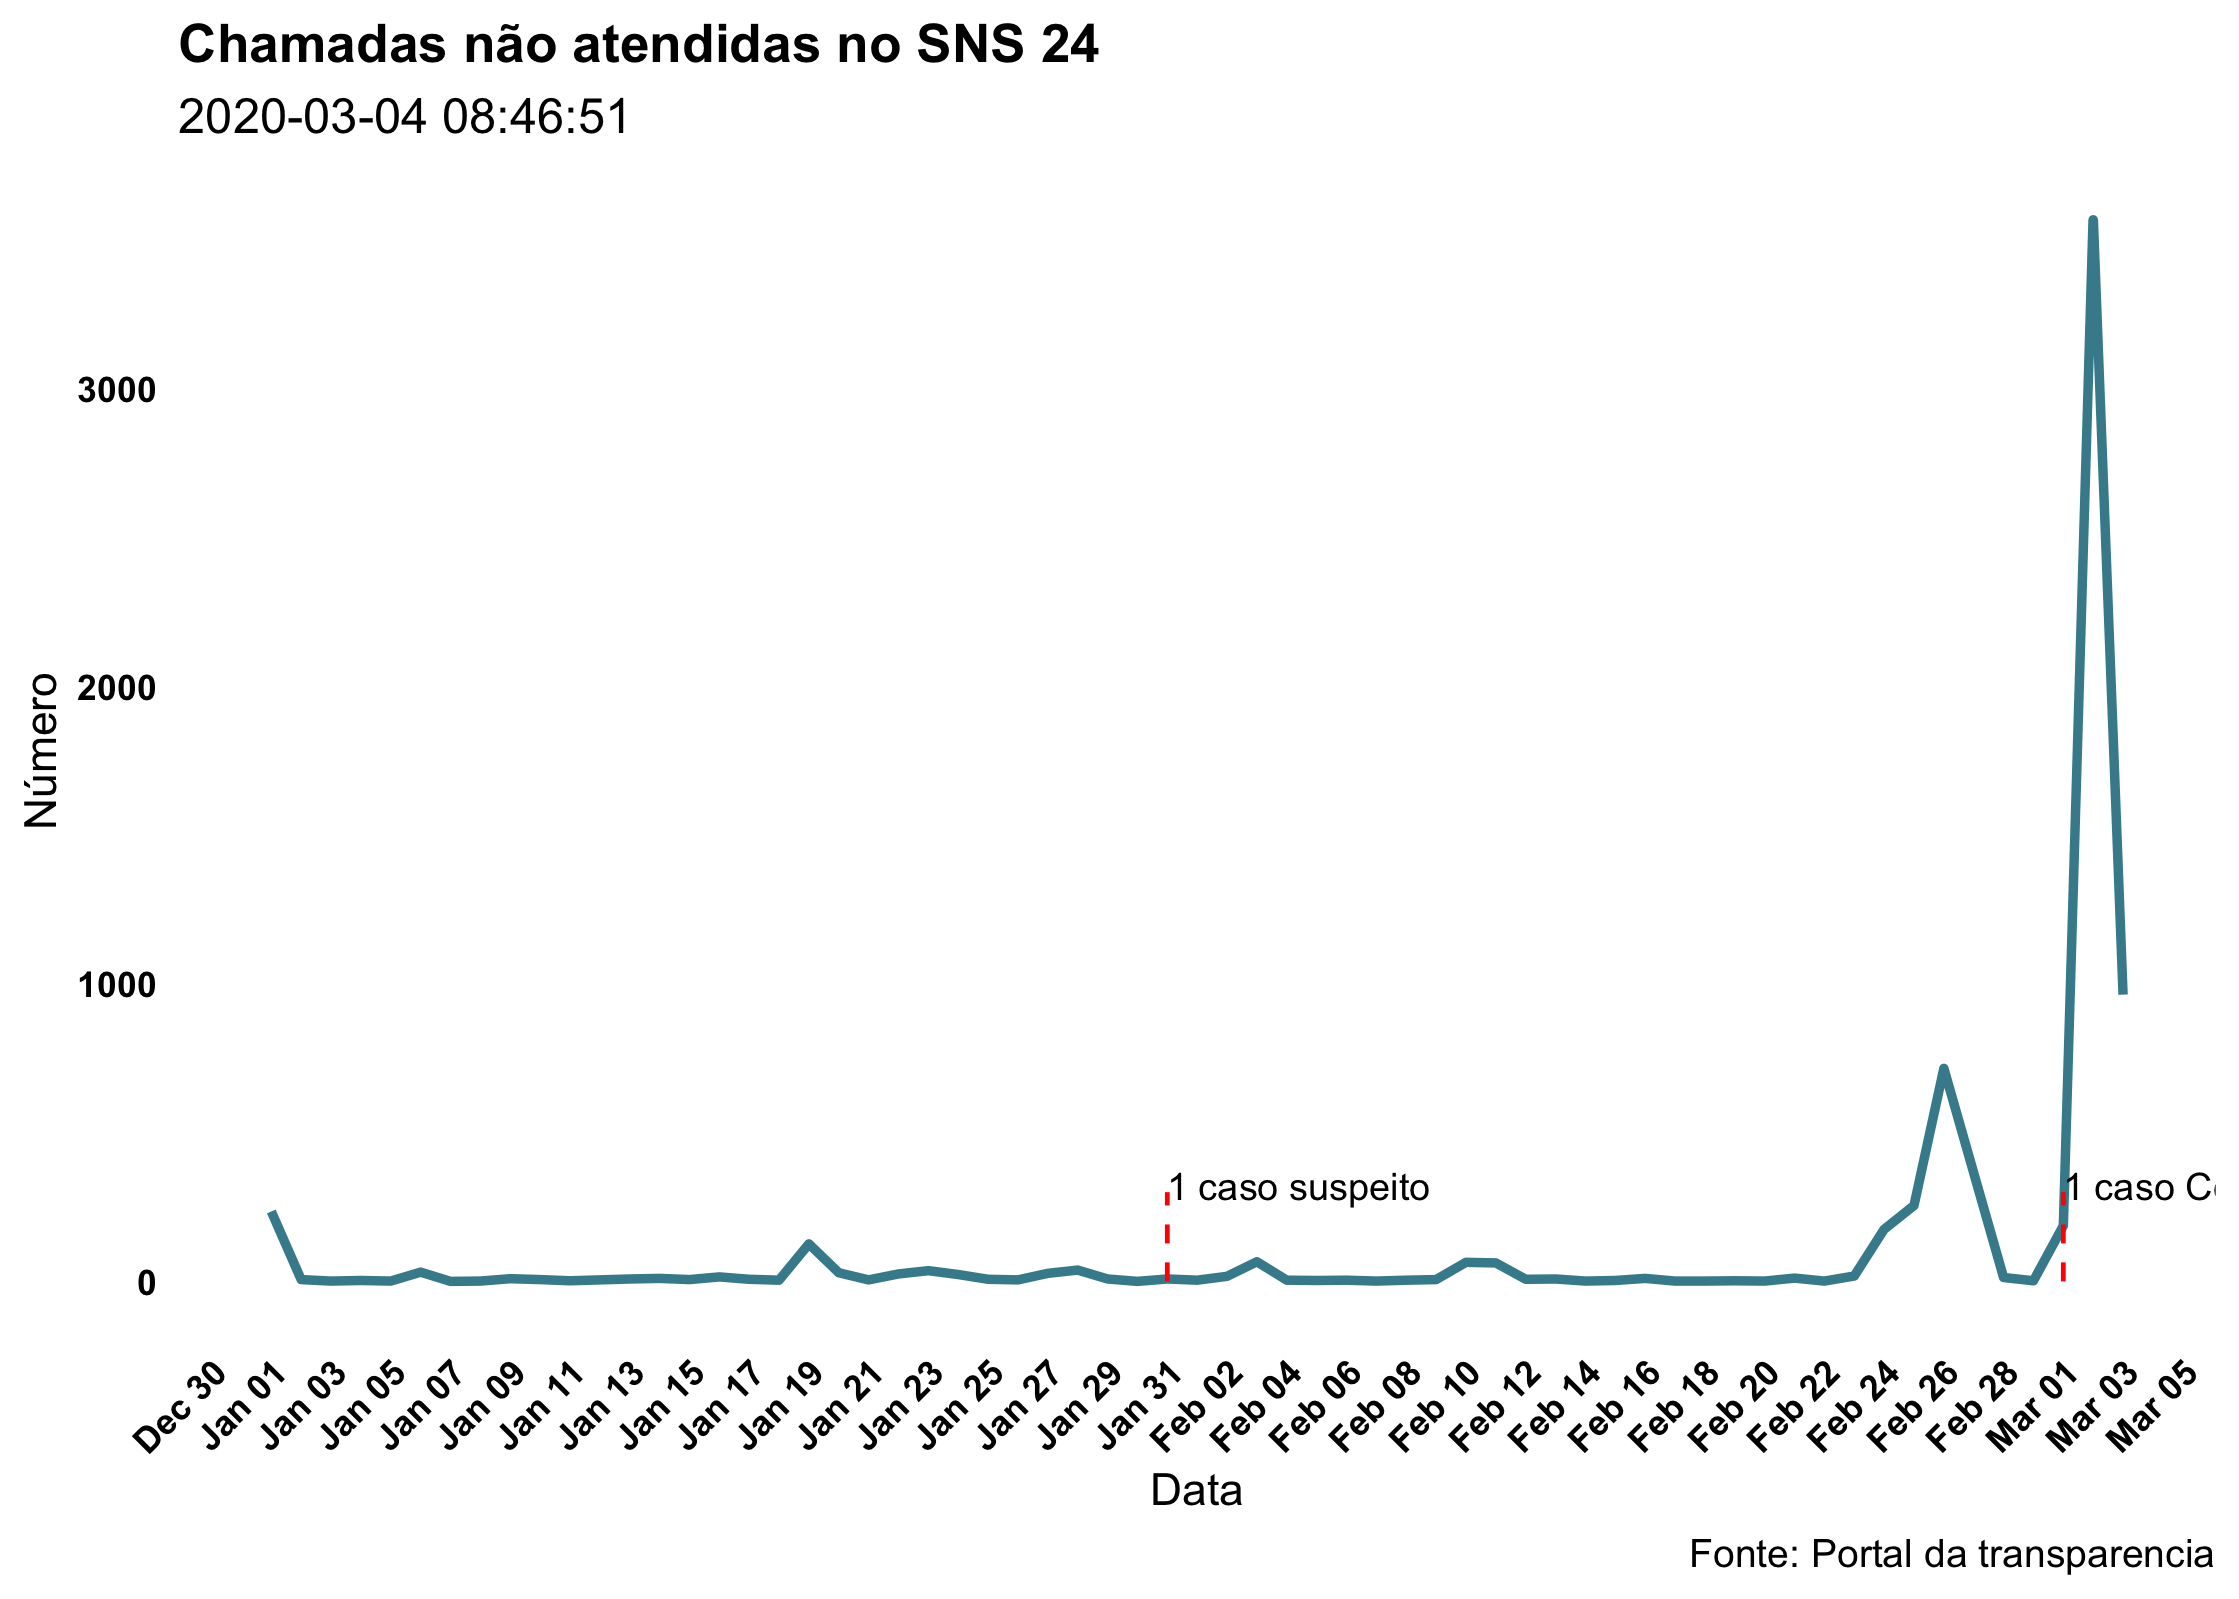 Chamadas não atendidas no SNS 24
2020-03-04 08:46:51
Número
3000
2000
1000
0
1 caso suspeito
1 caso
Dec 30
Jan 01
Jan 03
Jan 05
Jan 07
Jan 09
Jan 11
Jan 13
Jan 15
Jan 17
Jan 19
Jan 21
Jan 23
Jan 25
Jan 27
Jan 29
Jan 31
Feb 02
Feb 04
Feb 06
Feb 08
Feb 10
Feb 12
Feb 14
Feb 16
Feb 18
Feb 20
Feb 22
Feb 24
Feb 26
Feb 28
Mar 01
Mar 03
Mar 05
Data
Fonte: Portal da transparencia